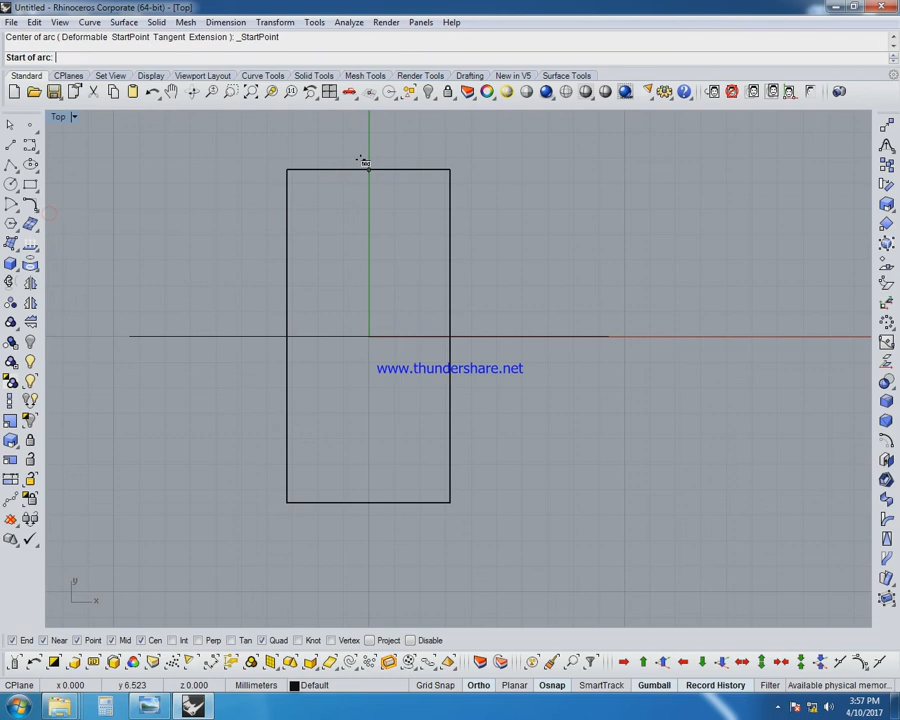 Untitled - Rhinoceros Corporate (64-bit) - [Top]
File Edit View Curve Surface Solid Mesh Dimension Transform Tools Analyze Render Panels Help
Center of arc ( Deformable StartPoint Tangent Extension ): _StartPoint
Start of arc:
Standard CPlanes Set View Display Viewport Layout Curve Tools Solid Tools Mesh Tools Render Tools Drafting New in V5 Surface Tools
Top
Mid
www.thundershare.net
y
x
End Near Point Mid Cen Int Perp Tan Quad Knot Vertex Project Disable
CPlane x 0.000 y 6.523 z 0.000 Millimeters Default Grid Snap Ortho Planar Osnap SmartTrack Gumball Record History Filter Available physical memory
3:57 PM
4/10/2017